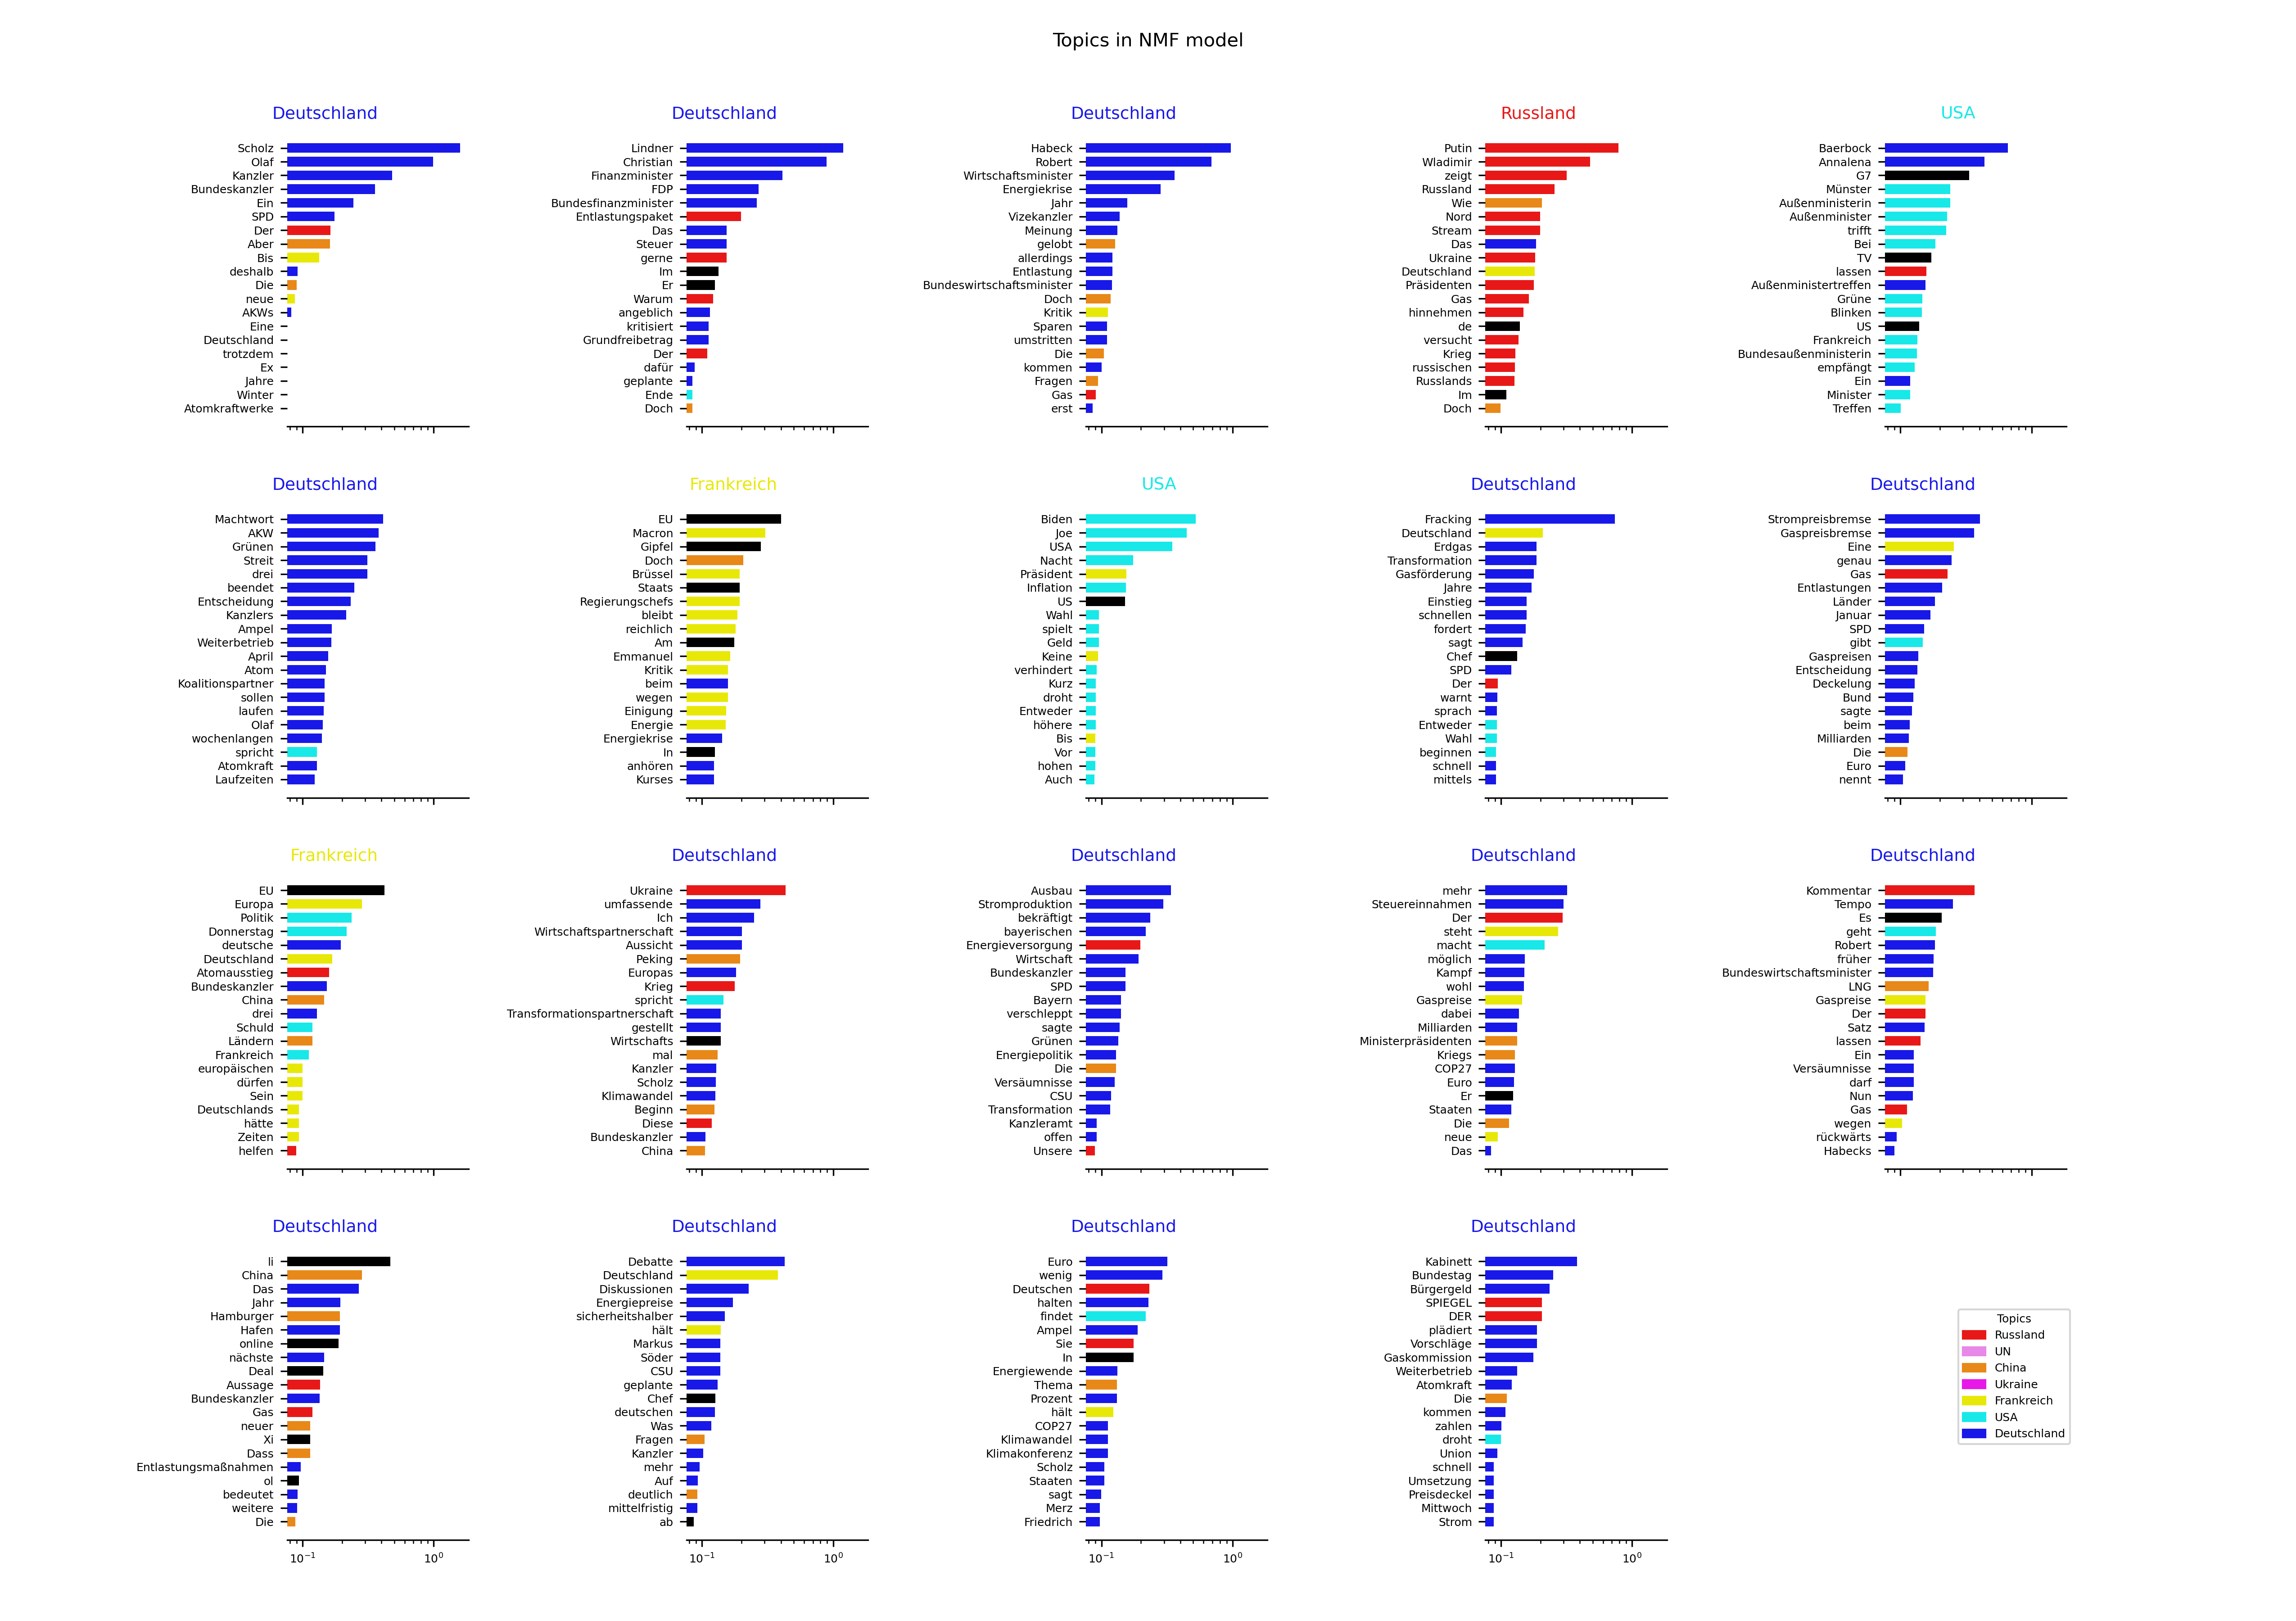 Topics in NMF model
Deutschland
Scholz
Olaf
Kanzler
Bundeskanzler
Ein
SPD
Der
Aber
Bis
deshalb
Die
neue
AKWs
Eine
Deutschland
trotzdem
Ex
Jahre
Winter
Atomkraftwerke
Deutschland
Lindner
Christian
Finanzminister
FDP
Bundesfinanzminister
Entlastungspaket
Das
Steuer
gerne
Im
Er
Warum
angeblich
kritisiert
Grundfreibetrag
Der
dafür
geplante
Ende
Doch
Deutschland
Habeck
Robert
Wirtschaftsminister
Energiekrise
Jahr
Vizekanzler
Meinung
gelobt
allerdings
Entlastung
Bundeswirtschaftsminister
Doch
Kritik
Sparen
umstritten
Die
kommen
Fragen
Gas
erst
Russland
Putin
Wladimir
zeigt
Russland
Wie
Nord
Stream
Das
Ukraine
Deutschland
Präsidenten
Gas
hinnehmen
de
versucht
Krieg
russischen
Russlands
Im
Doch
USA
Baerbock
Annalena
G7
Münster
Außenministerin
Außenminister
trifft
Bei
TV
lassen
Außenministertreffen
Grüne
Blinken
US
Frankreich
Bundesaußenministerin
empfängt
Ein
Minister
Treffen
Deutschland
Machtwort
AKW
Grünen
Streit
drei
beendet
Entscheidung
Kanzlers
Ampel
Weiterbetrieb
April
Atom
Koalitionspartner
sollen
laufen
Olaf
wochenlangen
spricht
Atomkraft
Laufzeiten
Frankreich
EU
Macron
Gipfel
Doch
Brüssel
Staats
Regierungschefs
bleibt
reichlich
Am
Emmanuel
Kritik
beim
wegen
Einigung
Energie
Energiekrise
In
anhören
Kurses
USA
Biden
Joe
USA
Nacht
Präsident
Inflation
US
Wahl
spielt
Geld
Keine
verhindert
Kurz
droht
Entweder
höhere
Bis
Vor
hohen
Auch
Deutschland
Fracking
Deutschland
Erdgas
Transformation
Gasförderung
Jahre
Einstieg
schnellen
fordert
sagt
Chef
SPD
Der
warnt
sprach
Entweder
Wahl
beginnen
schnell
mittels
Deutschland
Strompreisbremse
Gaspreisbremse
Eine
genau
Gas
Entlastungen
Länder
Januar
SPD
gibt
Gaspreisen
Entscheidung
Deckelung
Bund
sagte
beim
Milliarden
Die
Euro
nennt
Frankreich
EU
Europa
Politik
Donnerstag
deutsche
Deutschland
Atomausstieg
Bundeskanzler
China
drei
Schuld
Ländern
Frankreich
europäischen
dürfen
Sein
Deutschlands
hätte
Zeiten
helfen
Deutschland
Ukraine
umfassende
Ich
Wirtschaftspartnerschaft
Aussicht
Peking
Europas
Krieg
spricht
Transformationspartnerschaft
gestellt
Wirtschafts
mal
Kanzler
Scholz
Klimawandel
Beginn
Diese
Bundeskanzler
China
Deutschland
Ausbau
Stromproduktion
bekräftigt
bayerischen
Energieversorgung
Wirtschaft
Bundeskanzler
SPD
Bayern
verschleppt
sagte
Grünen
Energiepolitik
Die
Versäumnisse
CSU
Transformation
Kanzleramt
offen
Unsere
Deutschland
mehr
Steuereinnahmen
Der
steht
macht
möglich
Kampf
wohl
Gaspreise
dabei
Milliarden
Ministerpräsidenten
Kriegs
COP27
Euro
Er
Staaten
Die
neue
Das
Deutschland
Kommentar
Tempo
Es
geht
Robert
früher
Bundeswirtschaftsminister
LNG
Gaspreise
Der
Satz
lassen
Ein
Versäumnisse
darf
Nun
Gas
wegen
rückwärts
Habecks
Deutschland
li
China
Das
Jahr
Hamburger
Hafen
online
nächste
Deal
Aussage
Bundeskanzler
Gas
neuer
Xi
Dass
Entlastungsmaßnahmen
ol
bedeutet
weitere
Die
10⁻¹ 10⁰
Deutschland
Debatte
Deutschland
Diskussionen
Energiepreise
sicherheitshalber
hält
Markus
Söder
CSU
geplante
Chef
deutschen
Was
Fragen
Kanzler
mehr
Auf
deutlich
mittelfristig
ab
10⁻¹ 10⁰
Deutschland
Euro
wenig
Deutschen
halten
findet
Ampel
Sie
In
Energiewende
Thema
Prozent
hält
COP27
Klimawandel
Klimakonferenz
Scholz
Staaten
sagt
Merz
Friedrich
10⁻¹ 10⁰
Deutschland
Kabinett
Bundestag
Bürgergeld
SPIEGEL
DER
plädiert
Vorschläge
Gaskommission
Weiterbetrieb
Atomkraft
Die
kommen
zahlen
droht
Union
schnell
Umsetzung
Preisdeckel
Mittwoch
Strom
10⁻¹ 10⁰
Topics
Russland
UN
China
Ukraine
Frankreich
USA
Deutschland